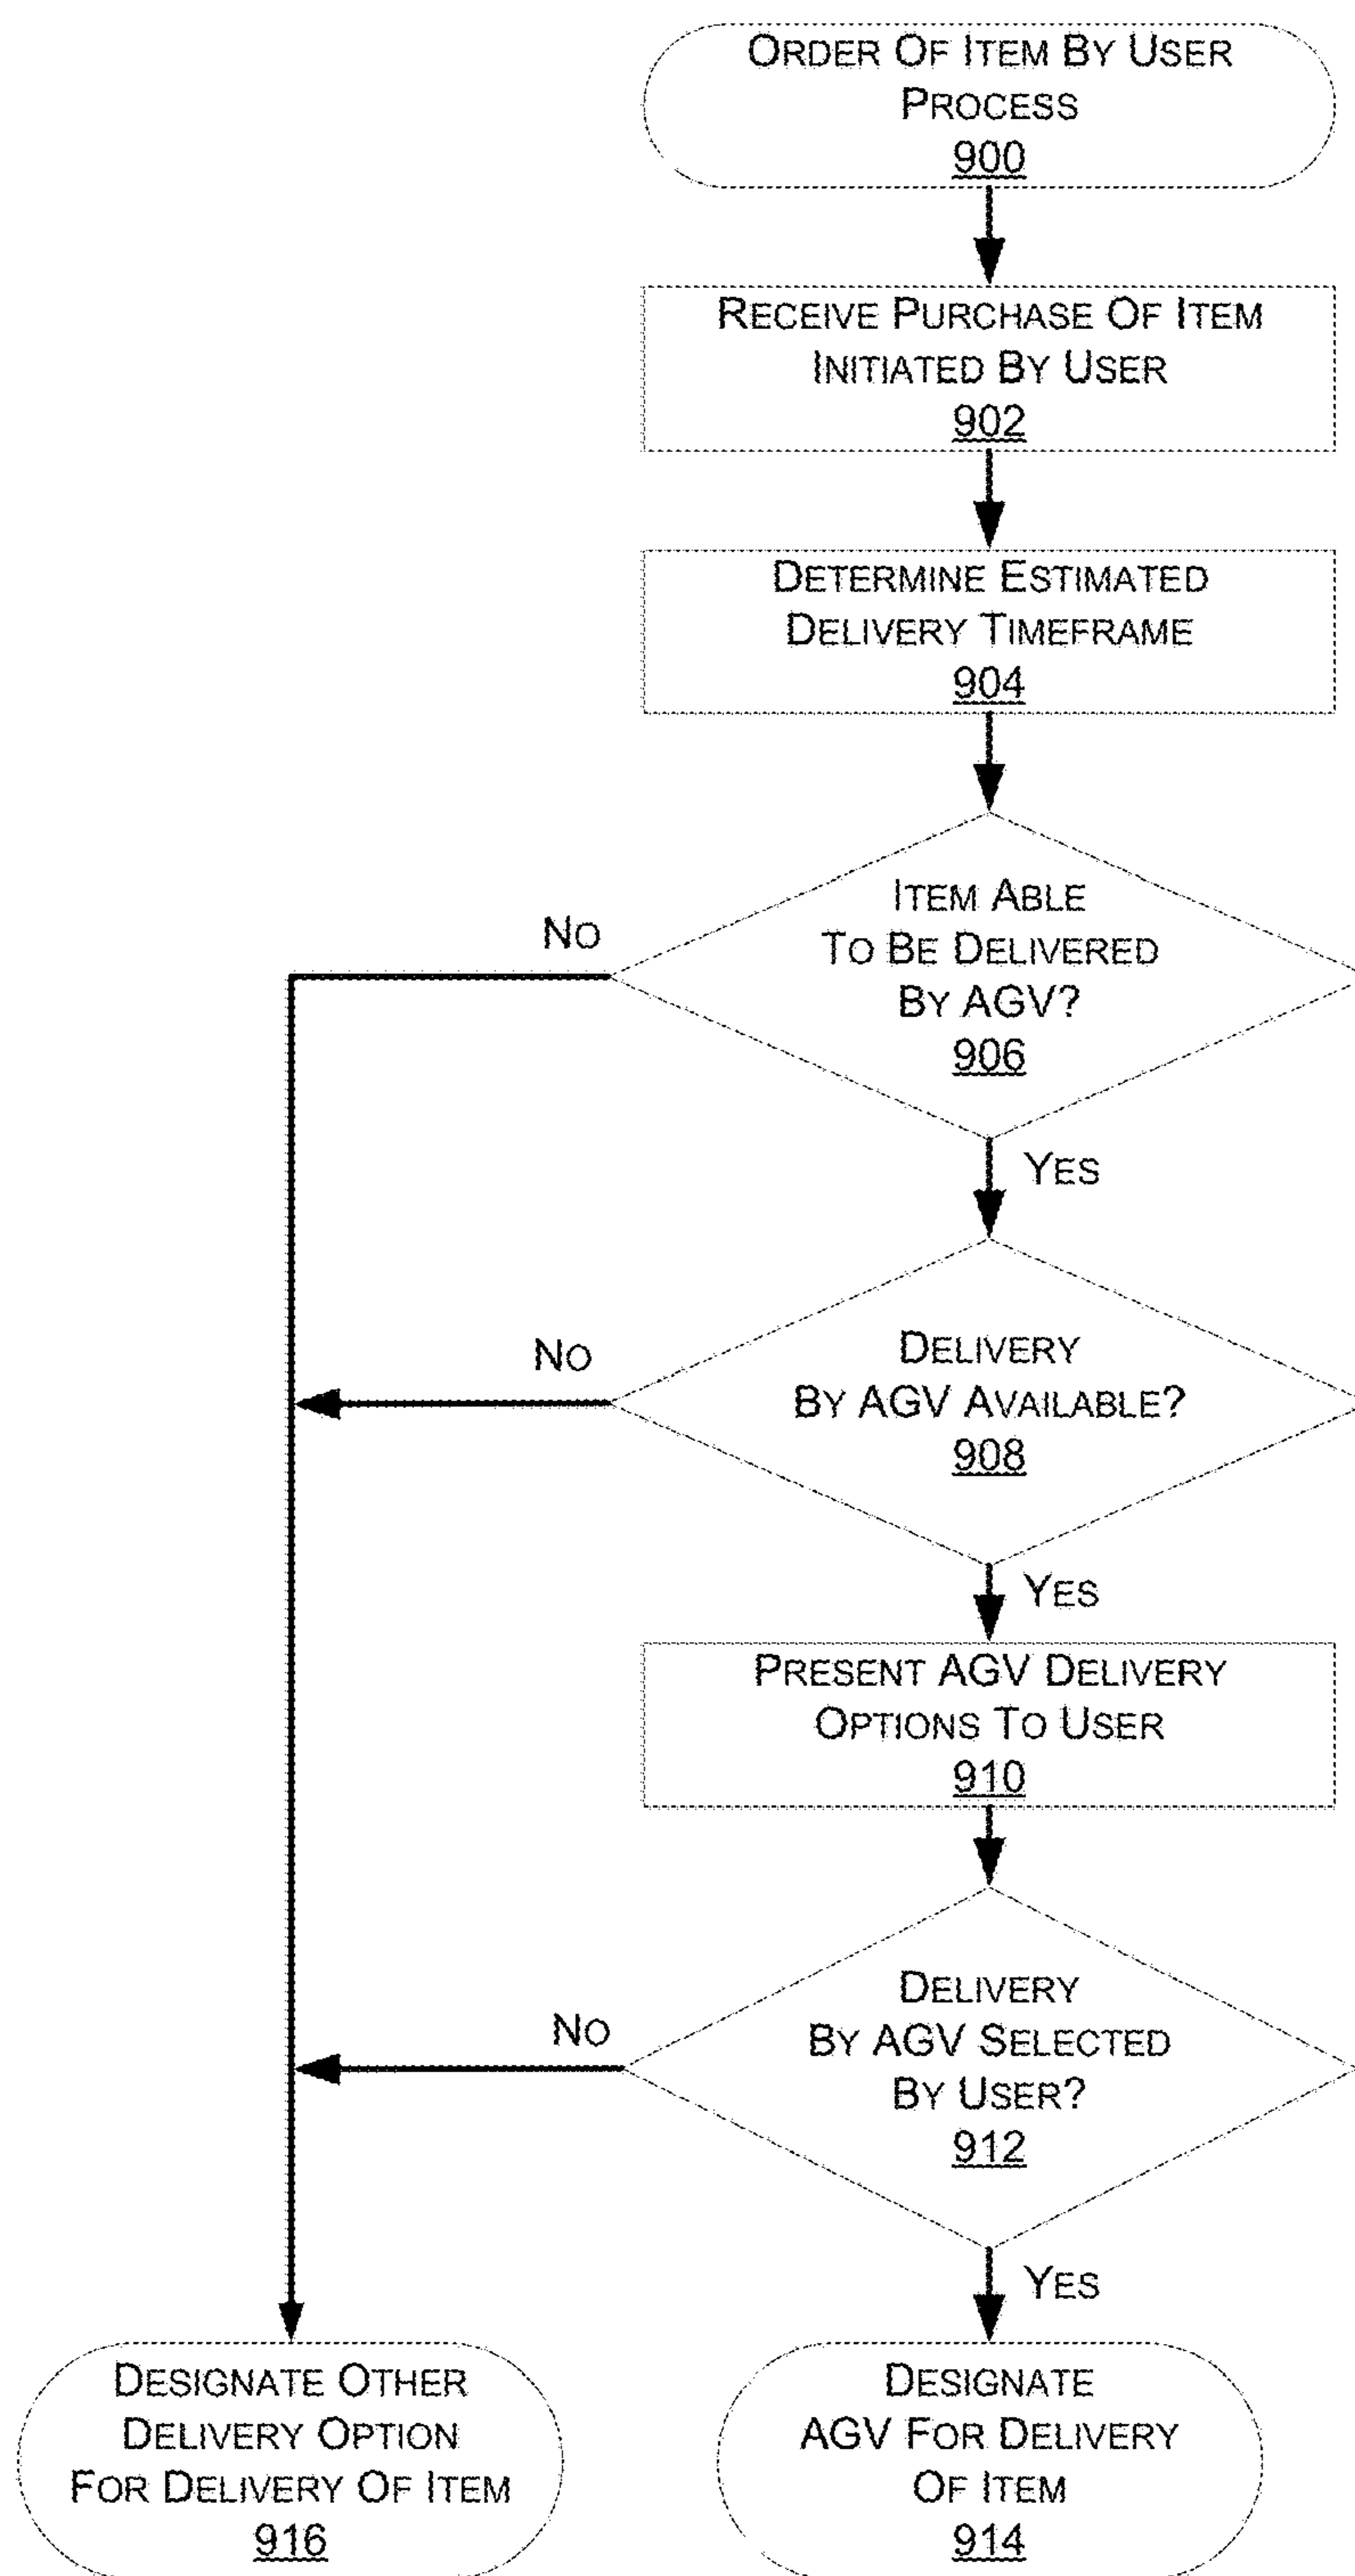 ORDER OF ITEM BY USER
PROCESS
900
RECEIVE PURCHASE OF ITEM
INITIATED BY USER
902
DETERMINE ESTIMATED
DELIVERY TIMEFRAME
904
ITEM ABLE
TO BE DELIVERED
BY AGV?
906
NO
YES
DELIVERY
BY AGV AVAILABLE?
908
NO
YES
PRESENT AGV DELIVERY
OPTIONS TO USER
910
DELIVERY
BY AGV SELECTED
BY USER?
912
NO
YES
DESIGNATE OTHER
DELIVERY OPTION
FOR DELIVERY OF ITEM
916
DESIGNATE
AGV FOR DELIVERY
OF ITEM
914